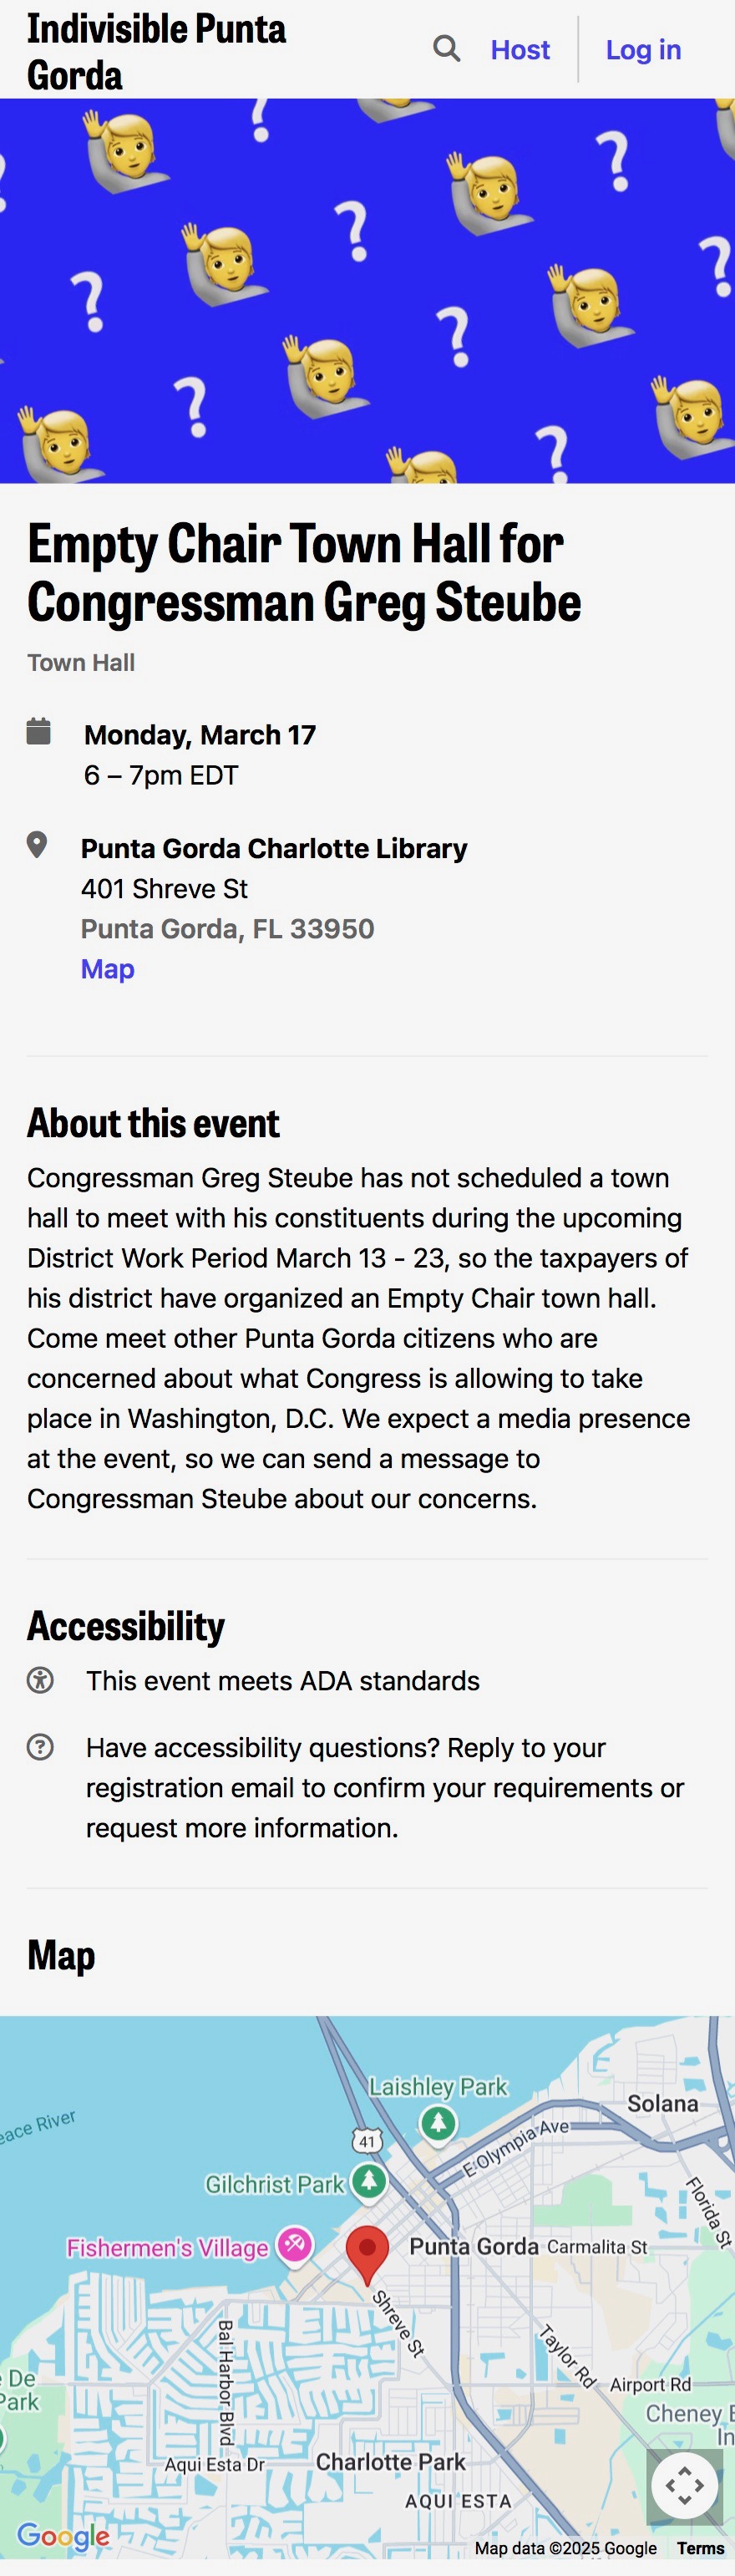 Indivisible Punta
Gorda
Host
Log in
? ? ? ? ? ? ? ?
Empty Chair Town Hall for
Congressman Greg Steube
Town Hall
Monday, March 17
6 – 7pm EDT
Punta Gorda Charlotte Library
401 Shreve St
Punta Gorda, FL 33950
Map
About this event
Congressman Greg Steube has not scheduled a town
hall to meet with his constituents during the upcoming
District Work Period March 13 - 23, so the taxpayers of
his district have organized an Empty Chair town hall.
Come meet other Punta Gorda citizens who are
concerned about what Congress is allowing to take
place in Washington, D.C. We expect a media presence
at the event, so we can send a message to
Congressman Steube about our concerns.
Accessibility
This event meets ADA standards
Have accessibility questions? Reply to your
registration email to confirm your requirements or
request more information.
Map
Laishley Park
Solana
eace River
41
E Olympia Ave
Gilchrist Park
Florida St
Fishermen's Village
Punta Gorda
Carmalita St
Shreve St
Bal Harbor Blvd
Taylor Rd
De
Park
Airport Rd
Cheney
In
Aqui Esta Dr
Charlotte Park
AQUI ESTA
Google
Map data ©2025 Google
Terms